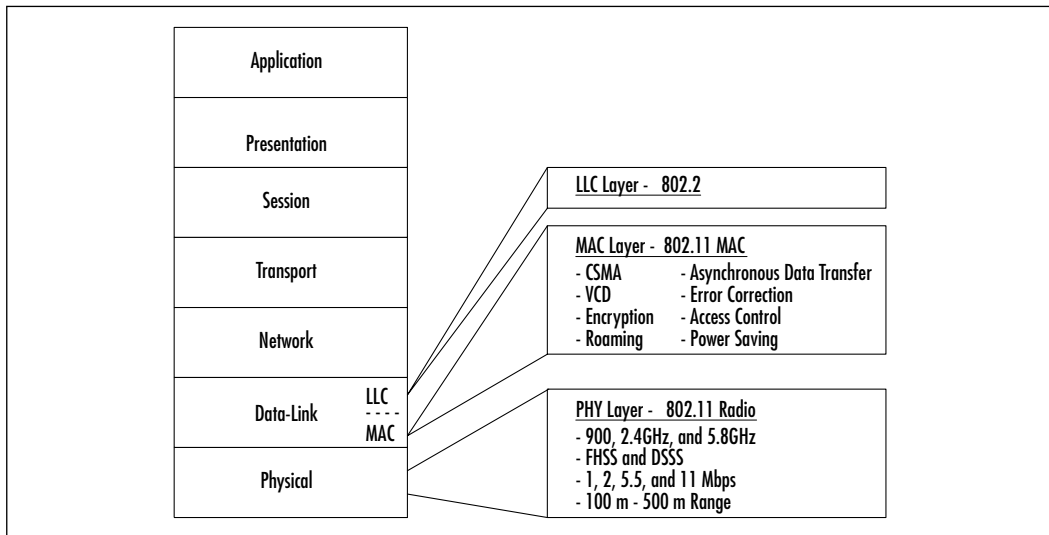 Application
Presentation
Session
Transport
Network
Data-Link
LLC
- - - -
MAC
Physical
LLC Layer - 802.2
MAC Layer - 802.11 MAC
- CSMA - Asynchronous Data Transfer
- VCD - Error Correction
- Encryption - Access Control
- Roaming - Power Saving
PHY Layer - 802.11 Radio
- 900, 2.4GHz, and 5.8GHz
- FHSS and DSSS
- 1, 2, 5.5, and 11 Mbps
- 100 m - 500 m Range